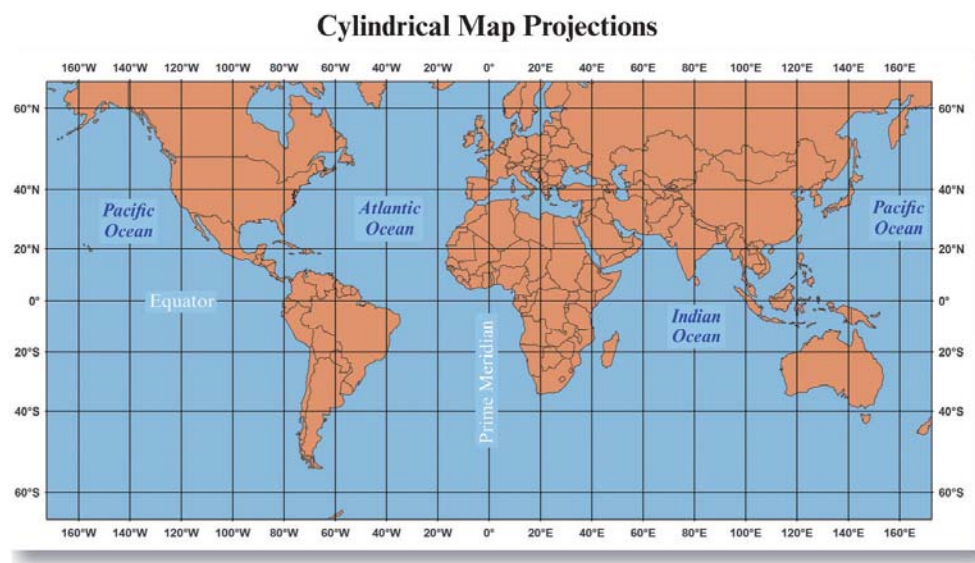 Cylindrical Map Projections
160°W 140°W 120°W 100°W 80°W 60°W 40°W 20°W 0° 20°E 40°E 60°E 80°E 100°E 120°E 140°E 160°E
60°N 60°N
40°N 40°N
Pacific
Ocean
Atlantic
Ocean
Pacific
Ocean
20°N 20°N
0° Equator 0°
Indian
Ocean
Prime Meridian
20°S 20°S
40°S 40°S
60°S 60°S
160°W 140°W 120°W 100°W 80°W 60°W 40°W 20°W 0° 20°E 40°E 60°E 80°E 100°E 120°E 140°E 160°E